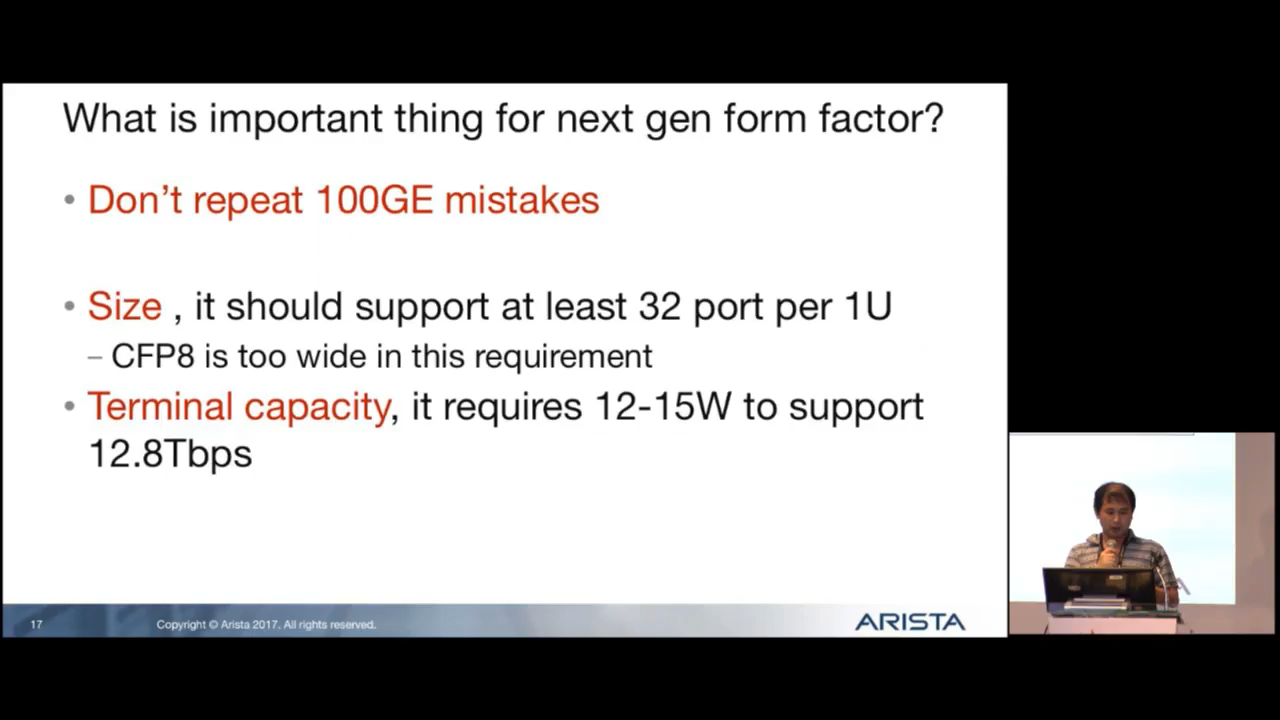 What is important thing for next gen form factor?
• Don't repeat 100GE mistakes
• Size , it should support at least 32 port per 1U
– CFP8 is too wide in this requirement
• Terminal capacity, it requires 12-15W to support
12.8Tbps
17
Copyright © Arista 2017. All rights reserved.
ARISTA